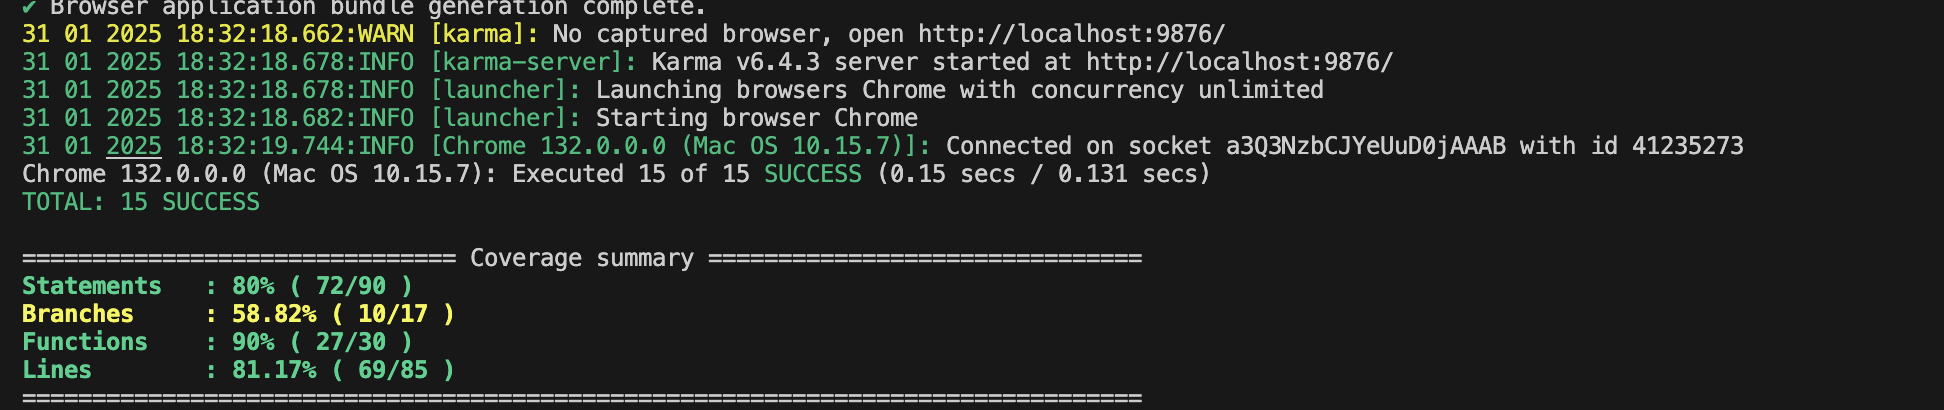 ✔ Browser application bundle generation complete.
31 01 2025 18:32:18.662:WARN [karma]: No captured browser, open http://localhost:9876/
31 01 2025 18:32:18.678:INFO [karma-server]: Karma v6.4.3 server started at http://localhost:9876/
31 01 2025 18:32:18.678:INFO [launcher]: Launching browsers Chrome with concurrency unlimited
31 01 2025 18:32:18.682:INFO [launcher]: Starting browser Chrome
31 01 2025 18:32:19.744:INFO [Chrome 132.0.0.0 (Mac OS 10.15.7)]: Connected on socket a3Q3NzbCJYeUuD0jAAAB with id 41235273
Chrome 132.0.0.0 (Mac OS 10.15.7): Executed 15 of 15 SUCCESS (0.15 secs / 0.131 secs)
TOTAL: 15 SUCCESS
=============================== Coverage summary ===============================
Statements   : 80% ( 72/90 )
Branches     : 58.82% ( 10/17 )
Functions    : 90% ( 27/30 )
Lines        : 81.17% ( 69/85 )
================================================================================